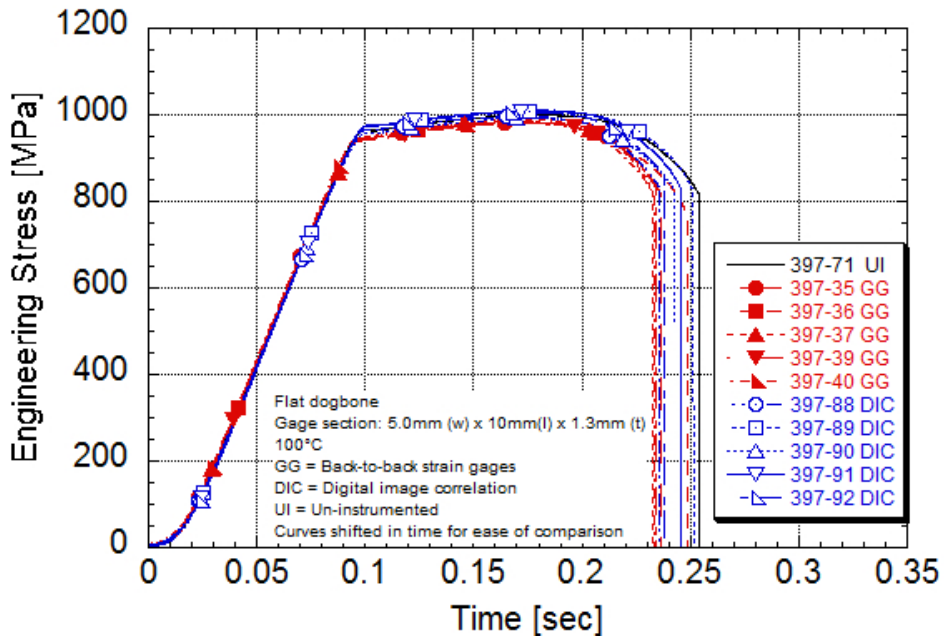 1200
1000
800
600
400
200
0
Engineering Stress [MPa]
397-71 UI
397-35 GG
397-36 GG
397-37 GG
397-39 GG
397-40 GG
397-88 DIC
397-89 DIC
397-90 DIC
397-91 DIC
397-92 DIC
Flat dogbone
Gage section: 5.0mm (w) x 10mm(l) x 1.3mm (t)
100°C
GG = Back-to-back strain gages
DIC = Digital image correlation
UI = Un-instrumented
Curves shifted in time for ease of comparison
0 0.05 0.1 0.15 0.2 0.25 0.3 0.35
Time [sec]